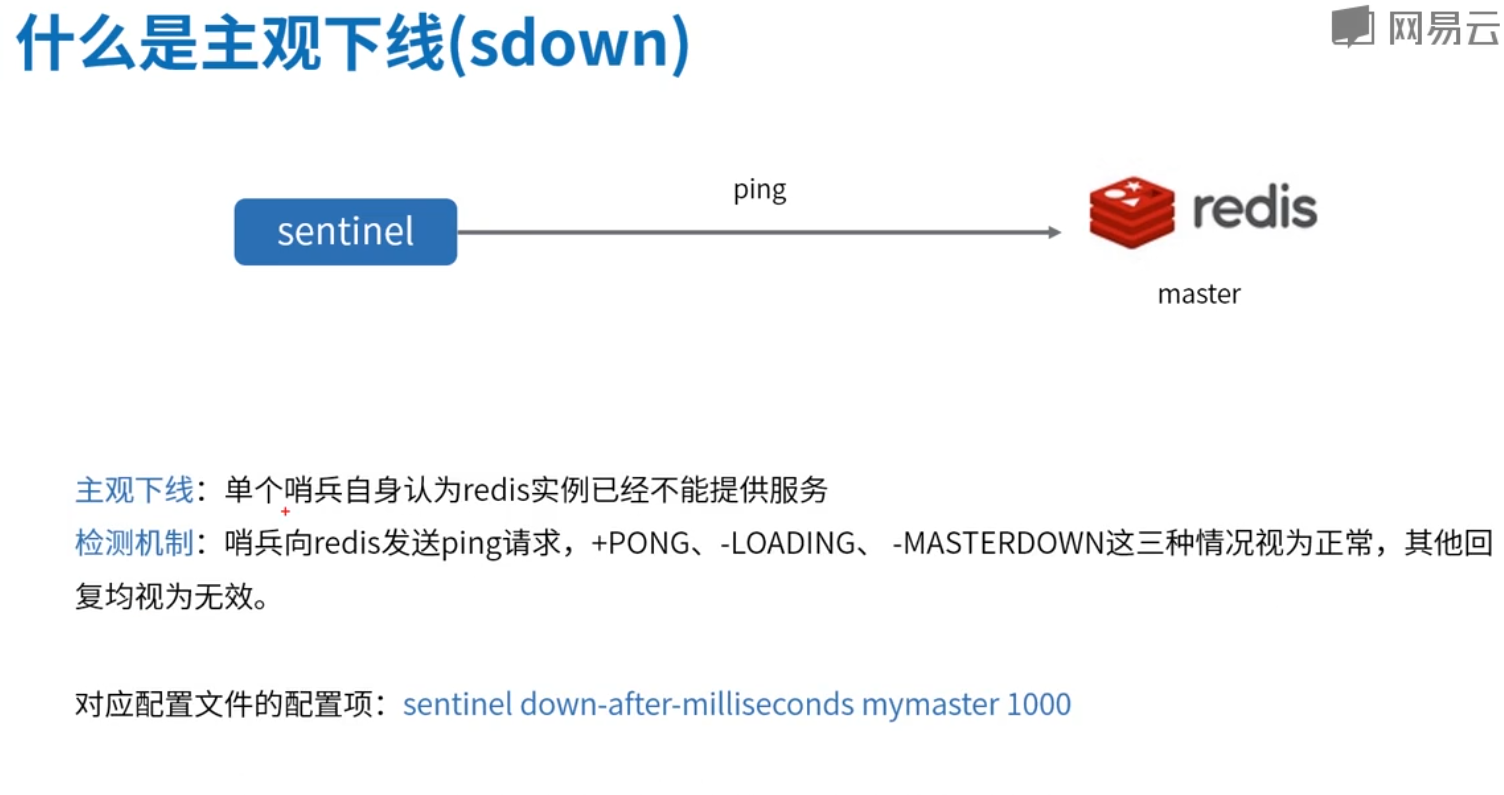 什么是主观下线(sdown)
网易云
ping
sentinel
redis
master
主观下线：单个哨兵自身认为redis实例已经不能提供服务
检测机制：哨兵向redis发送ping请求，+PONG、-LOADING、 -MASTERDOWN这三种情况视为正常，其他回
复均视为无效。
对应配置文件的配置项：sentinel down-after-milliseconds mymaster 1000